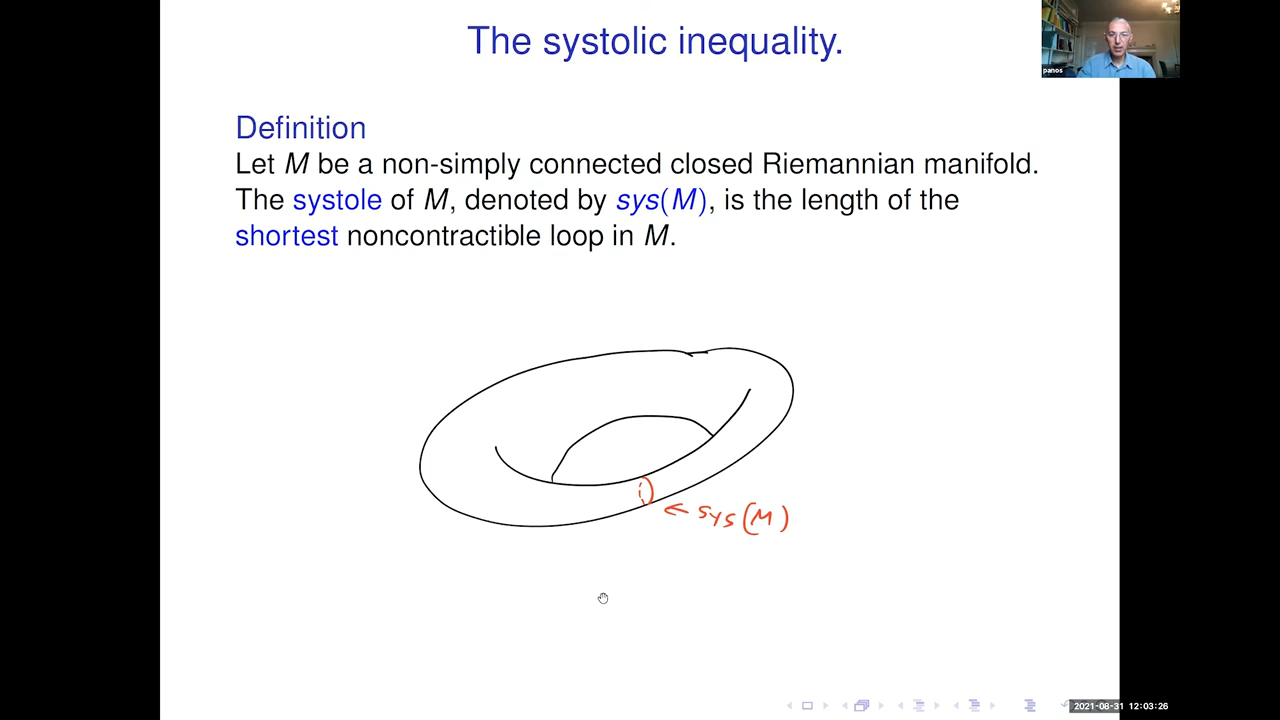 The systolic inequality.
panos
Definition
Let M be a non-simply connected closed Riemannian manifold.
The systole of M, denoted by sys(M), is the length of the
shortest noncontractible loop in M.
← sys(M)
2021-08-31 12:03:26